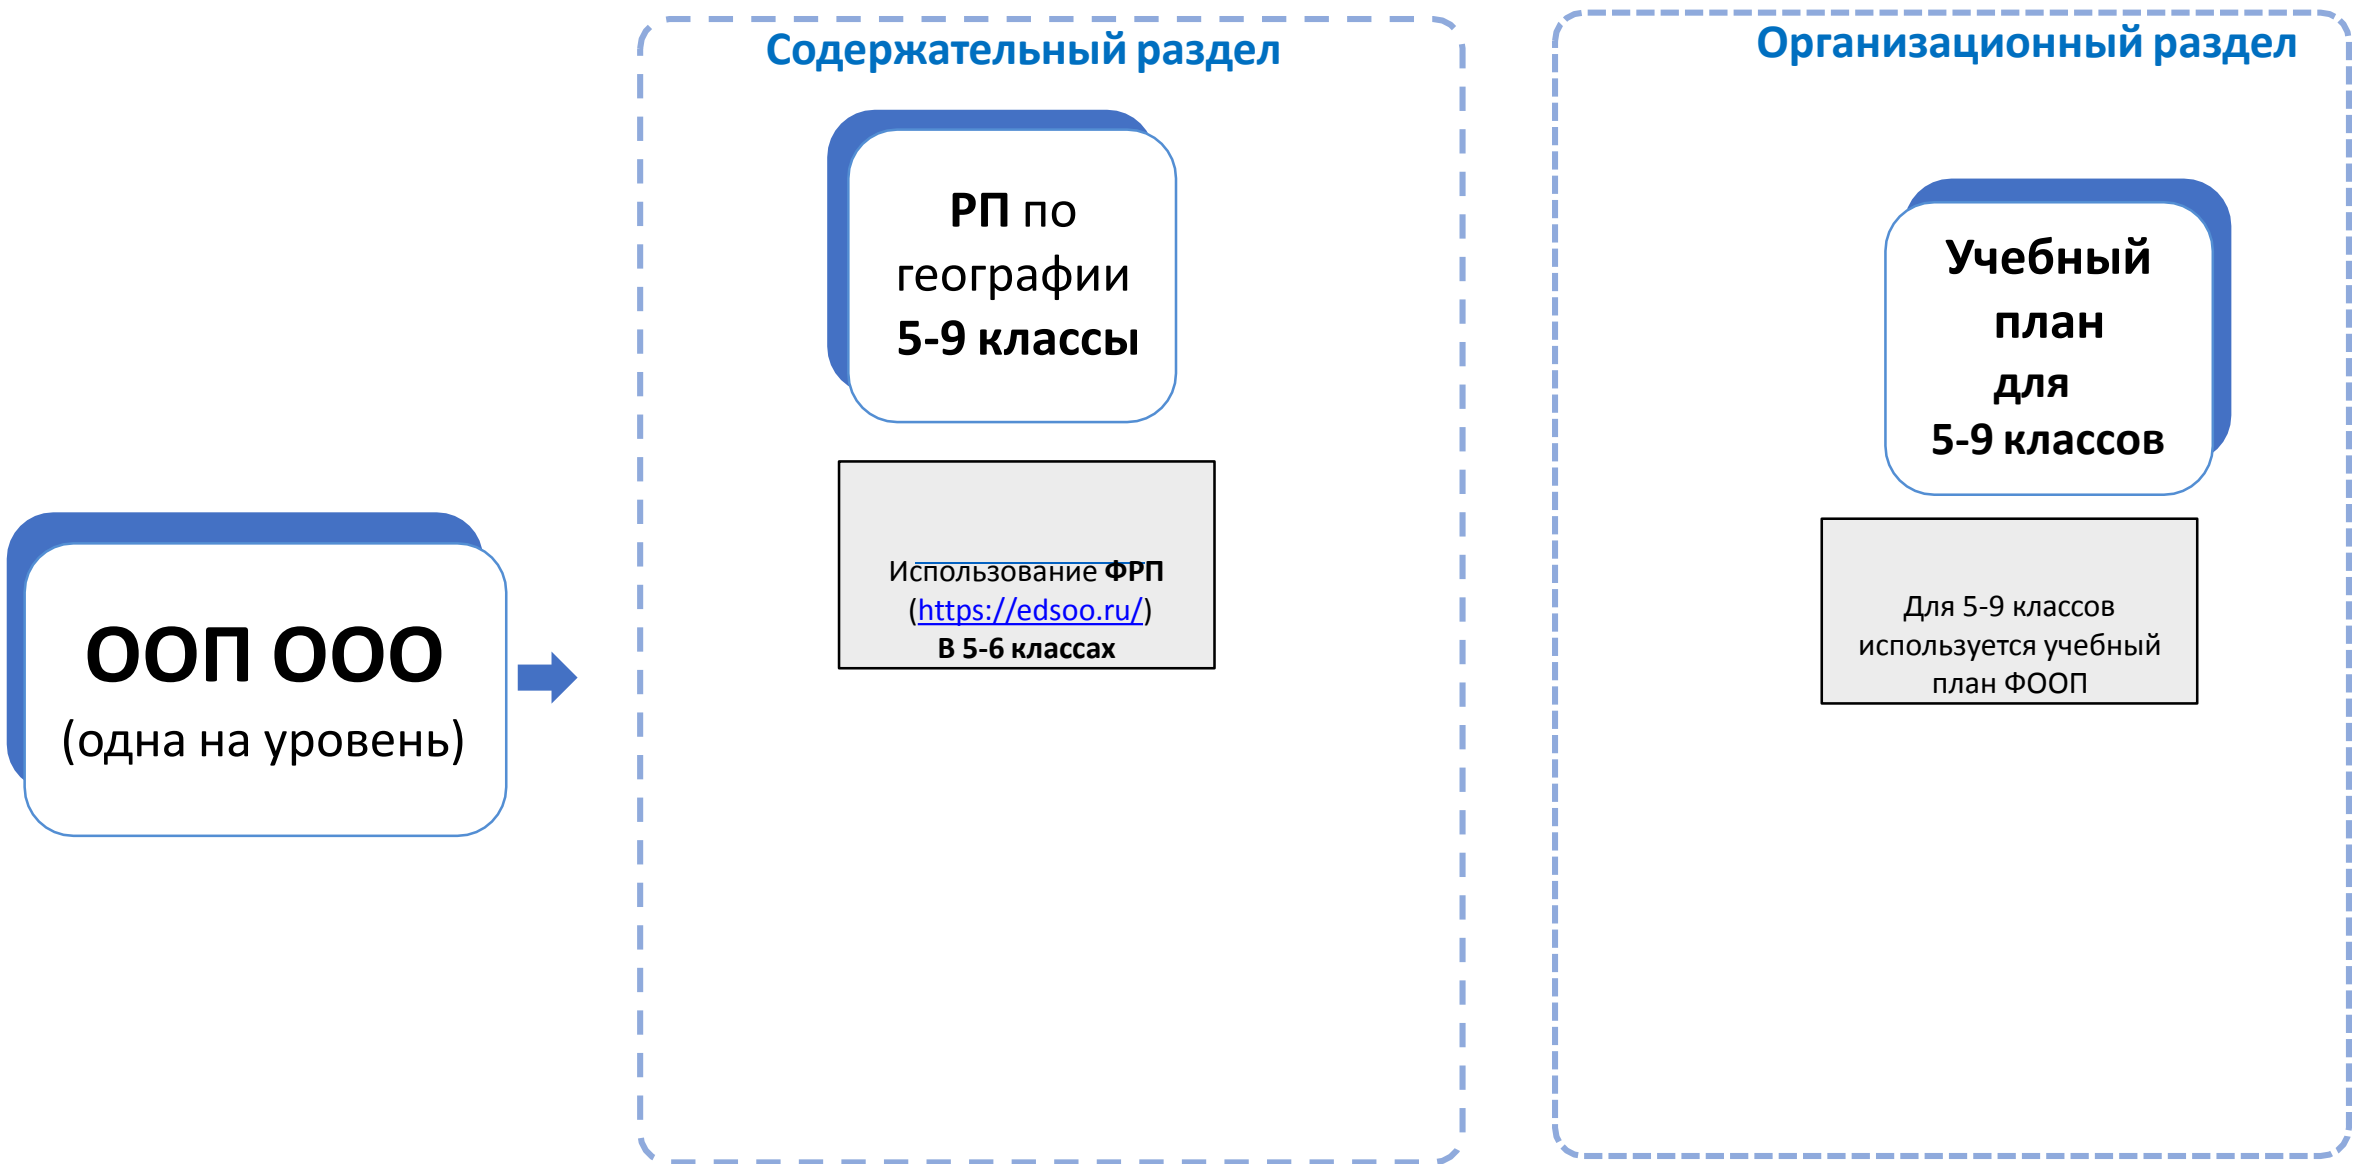 Содержательный раздел
РП по
географии
5-9 классы
Использование ФРП
(https://edsoo.ru/)
В 5-6 классах
Организационный раздел
Учебный
план
для
5-9 классов
Для 5-9 классов
используется учебный
план ФООП
ООП ООО
(одна на уровень)